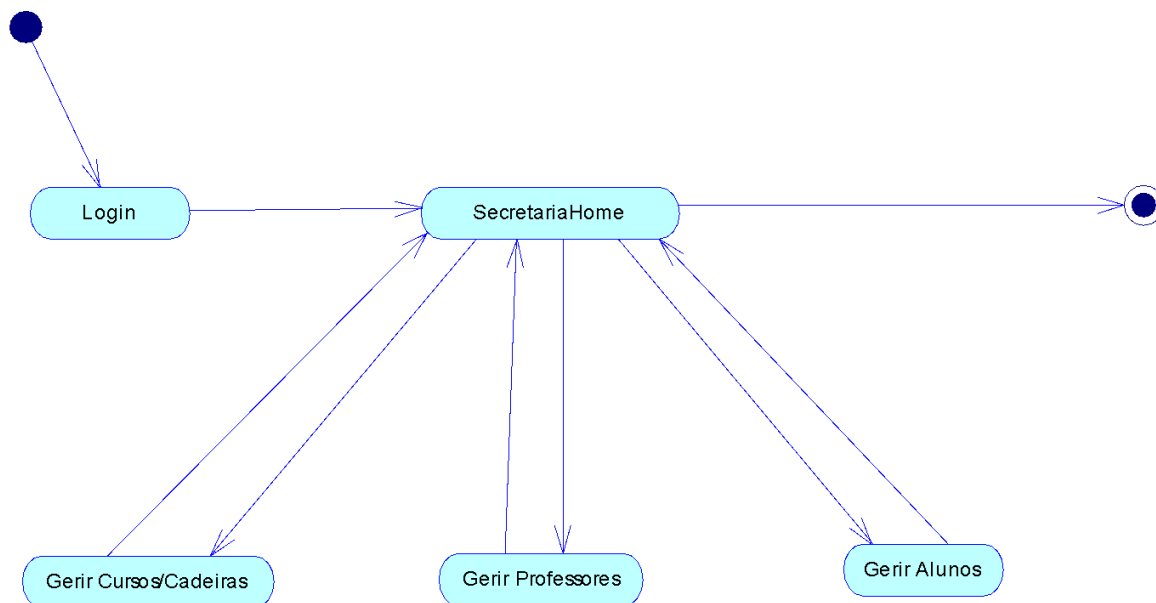 Login
SecretariaHome
Gerir Cursos/Cadeiras
Gerir Professores
Gerir Alunos